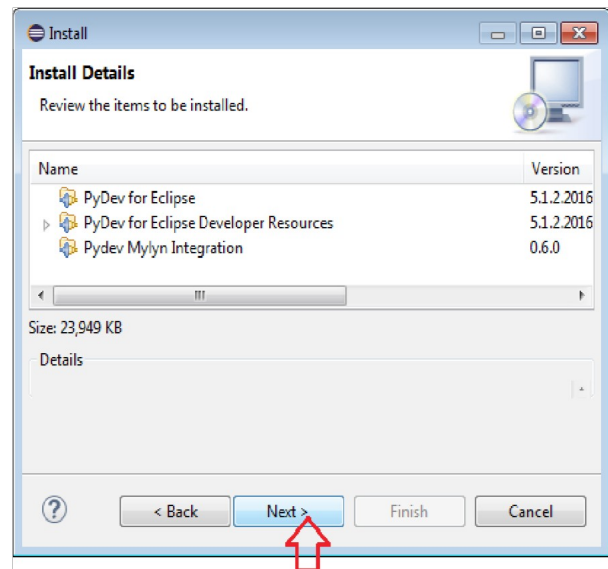 Install
Install Details
Review the items to be installed.
Name Version
PyDev for Eclipse 5.1.2.2016
PyDev for Eclipse Developer Resources 5.1.2.2016
Pydev Mylyn Integration 0.6.0
Size: 23,949 KB
Details
? < Back Next > Finish Cancel